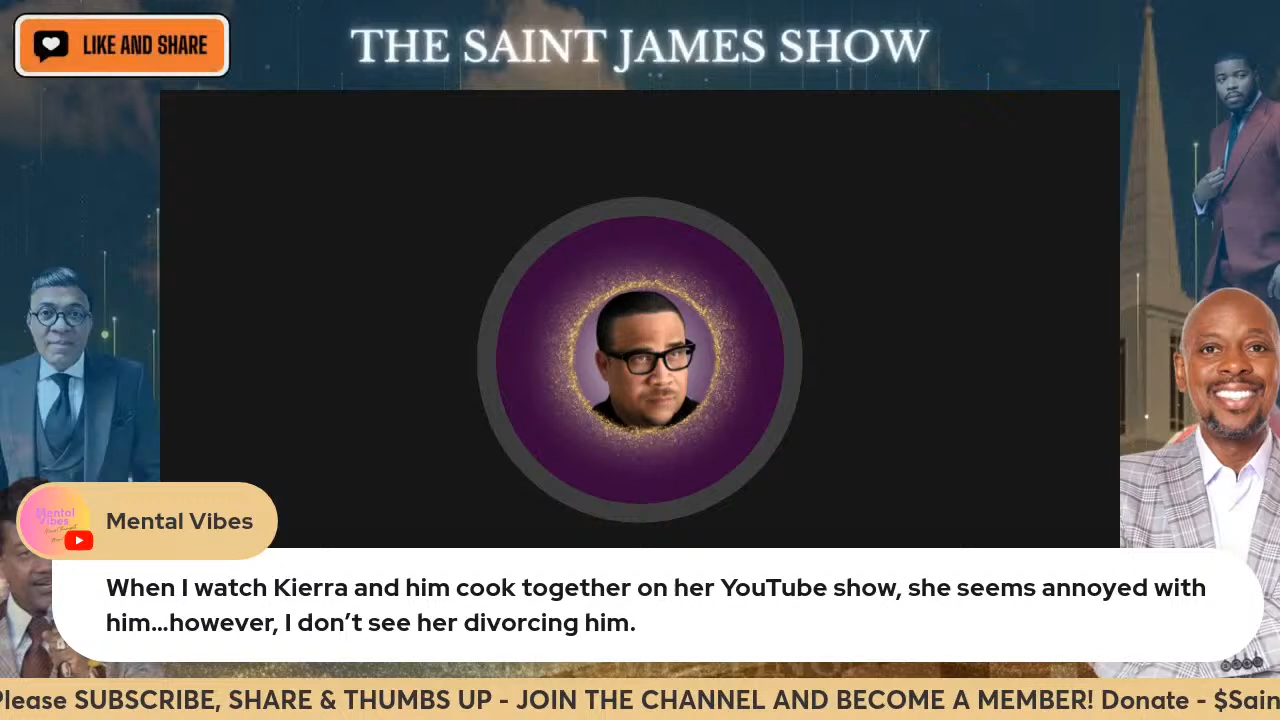 LIKE AND SHARE
THE SAINT JAMES SHOW
Mental
Vibes
Mental Vibes
When I watch Kierra and him cook together on her YouTube show, she seems annoyed with
him...however, I don’t see her divorcing him.
Please SUBSCRIBE, SHARE & THUMBS UP - JOIN THE CHANNEL AND BECOME A MEMBER! Donate - $Sain